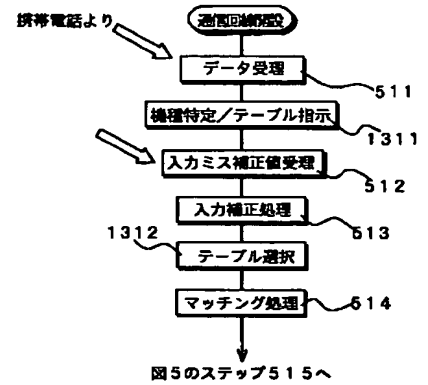 携帯電話より
通信回線開設
データ受理
511
機種特定／テーブル指示
1311
入力ミス補正値受理
512
入力補正処理
513
1312
テーブル選択
マッチング処理
514
図5のステップ515へ